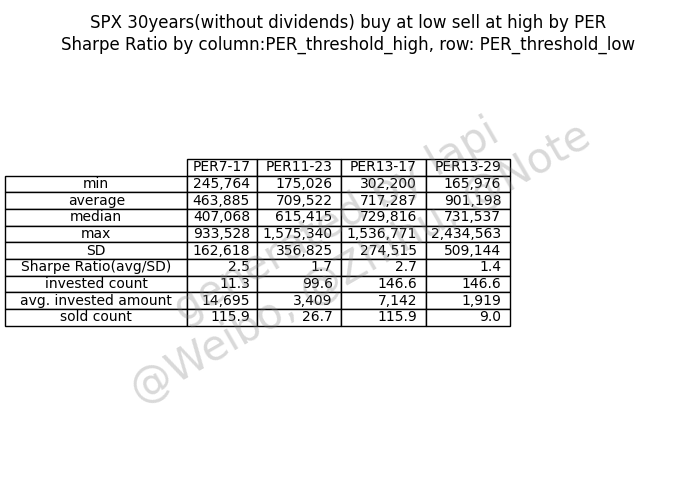 SPX 30years(without dividends) buy at low sell at high by PER
Sharpe Ratio by column:PER_threshold_high, row: PER_threshold_low
PER7-17 PER11-23 PER13-17 PER13-29
min 245,764 175,026 302,200 165,976
average 463,885 709,522 717,287 901,198
median 407,068 615,415 729,816 731,537
max 933,528 1,575,340 1,536,771 2,434,563
SD 162,618 356,825 274,515 509,144
Sharpe Ratio(avg/SD) 2.5 1.7 2.7 1.4
invested count 11.3 99.6 146.6 146.6
avg. invested amount 14,695 3,409 7,142 1,919
sold count 115.9 26.7 115.9 9.0
generated by lapi